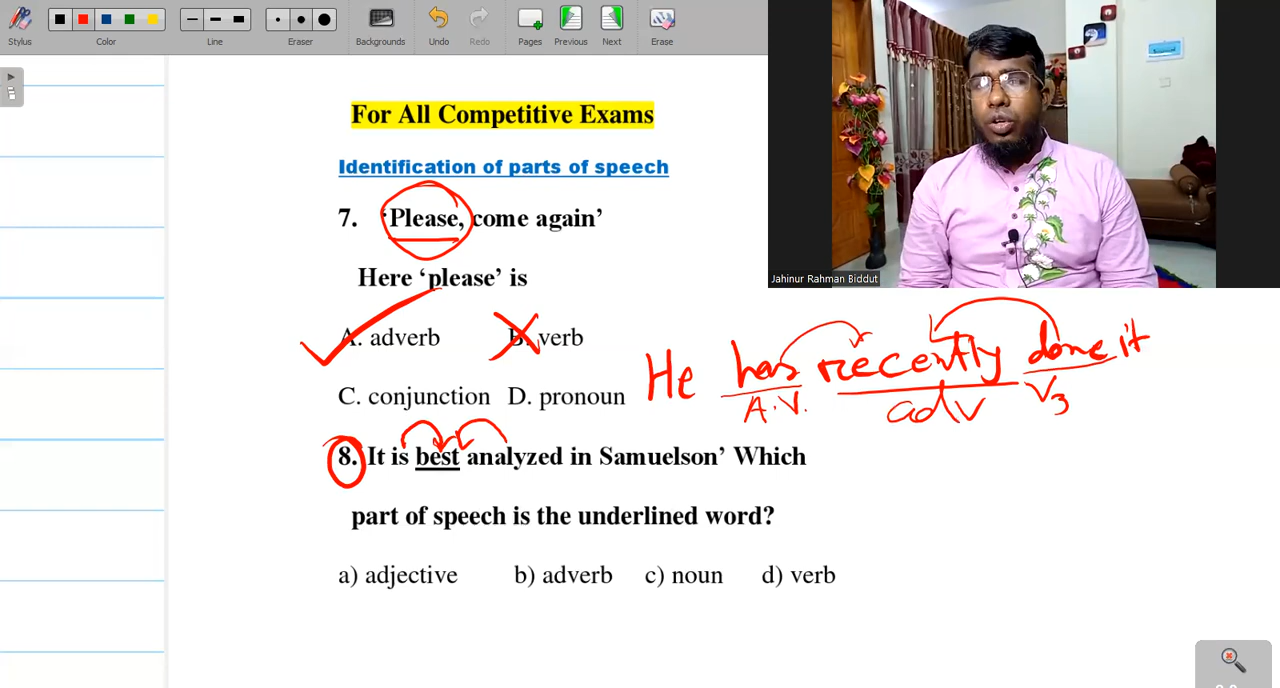 Stylus Color Line Eraser Backgrounds Undo Redo Pages Previous Next Erase
For All Competitive Exams
Identification of parts of speech
7. ‘Please, come again’
Here ‘please’ is
A. adverb B. verb
C. conjunction D. pronoun
8. It is best analyzed in Samuelson’ Which
part of speech is the underlined word?
a) adjective b) adverb c) noun d) verb
Jahinur Rahman Biddut
He has recently done it
A.V. adv V3